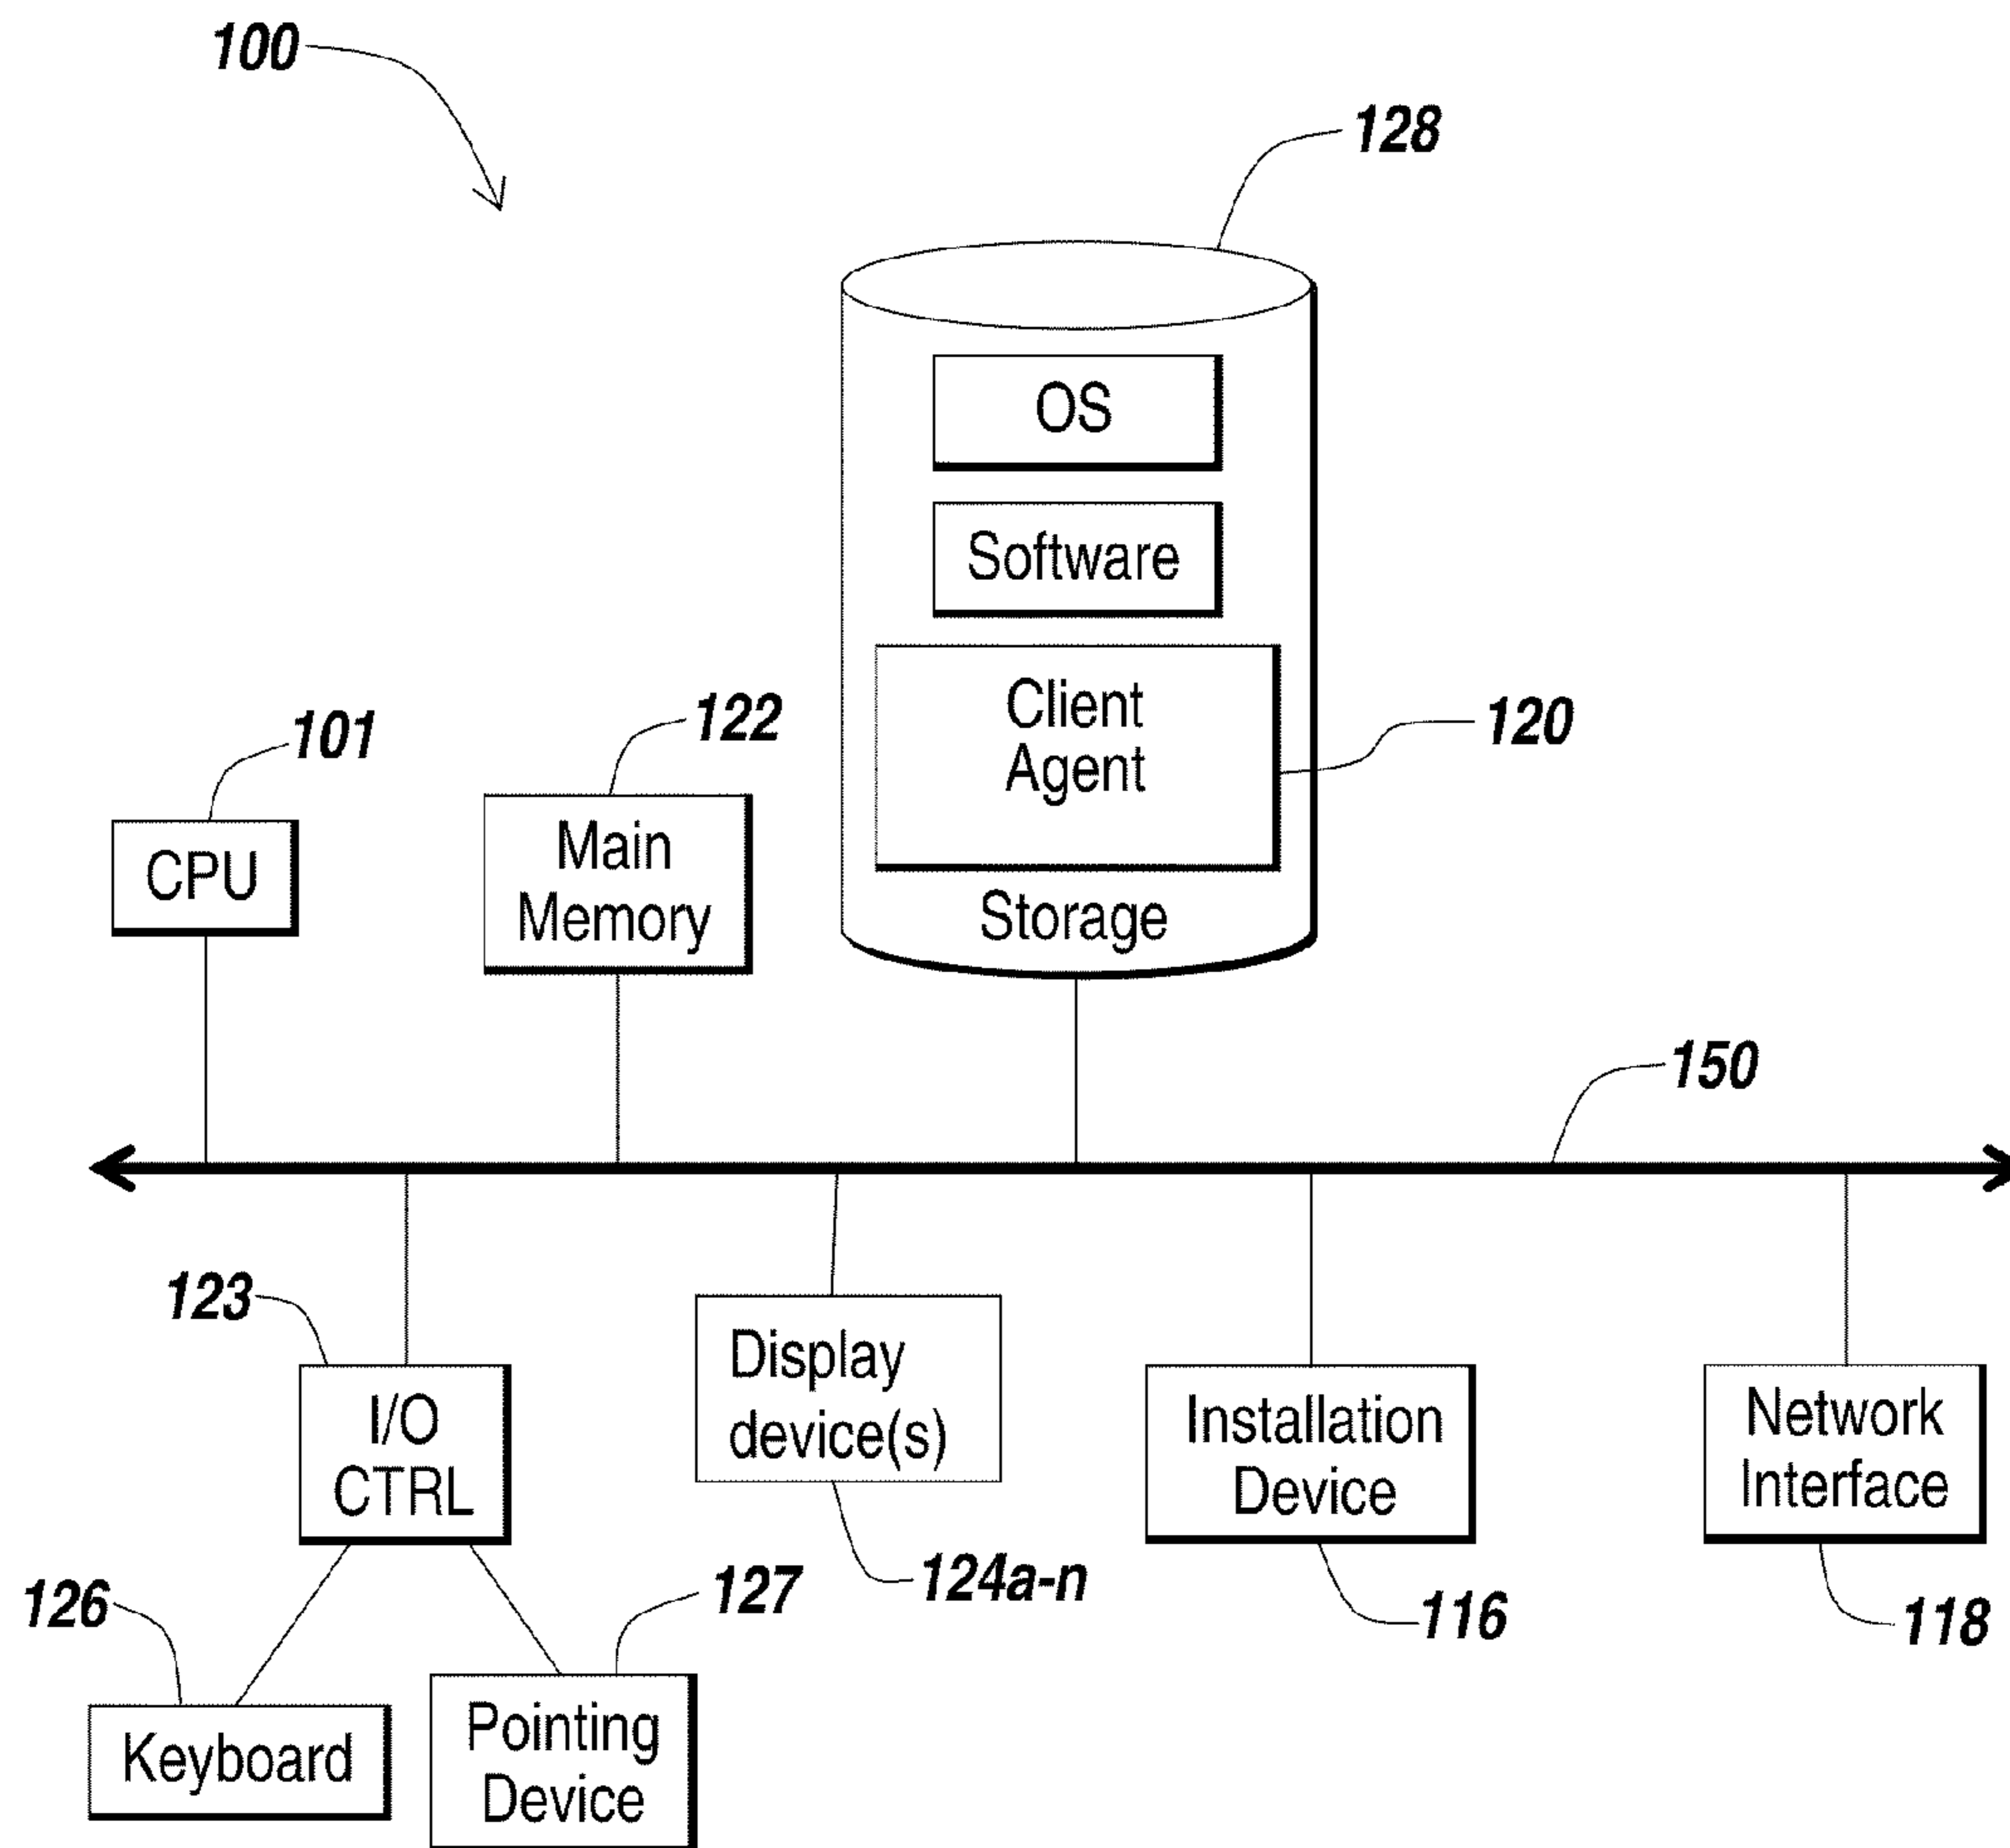 100
128
OS
Software
Client
Agent
120
Storage
101
CPU
122
Main
Memory
150
123
I/O
CTRL
Display
device(s)
124a-n
Installation
Device
116
Network
Interface
118
126
Keyboard
127
Pointing
Device